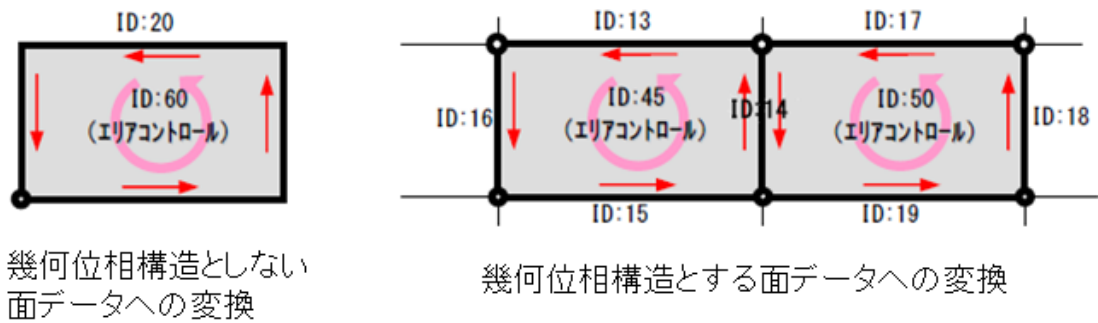 ID:20
ID:60
(エリアコントロール)
幾何位相構造としない
面データへの変換
ID:13
ID:17
ID:16
ID:45
(エリアコントロール)
ID:14
ID:50
(エリアコントロール)
ID:18
ID:15
ID:19
幾何位相構造とする面データへの変換